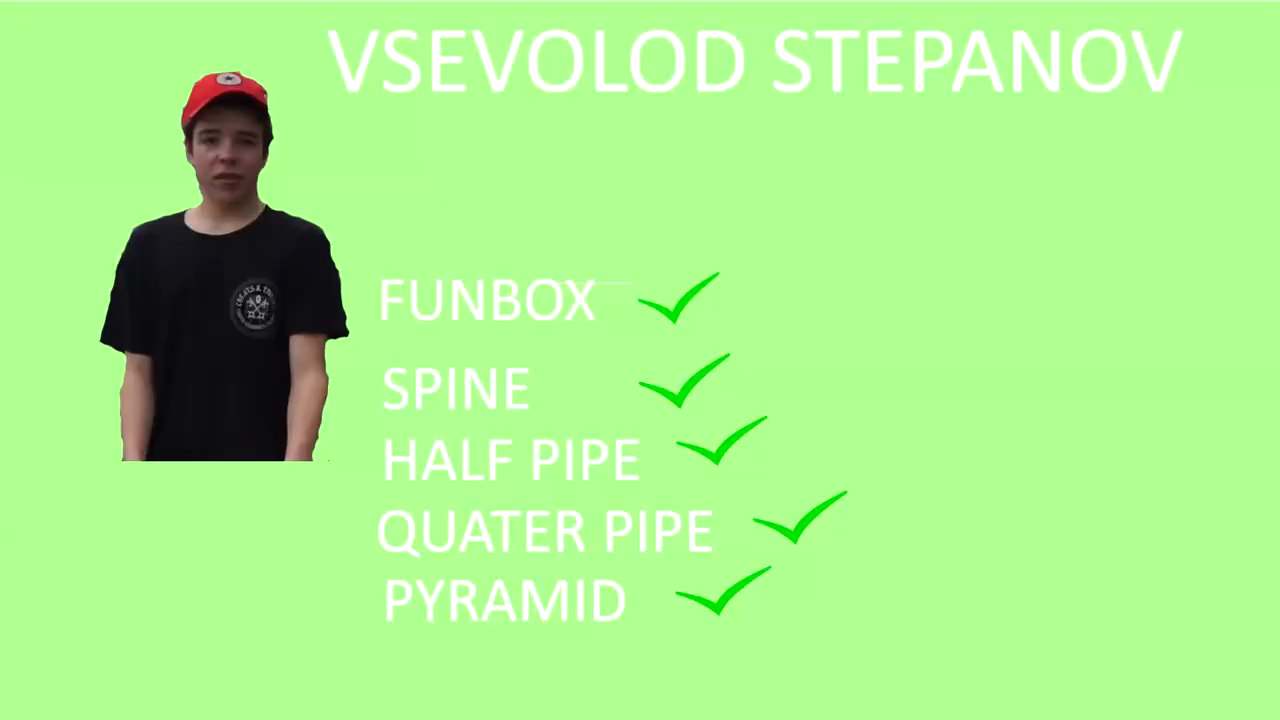 VSEVOLOD STEPANOV
FUNBOX
SPINE
HALF PIPE
QUATER PIPE
PYRAMID